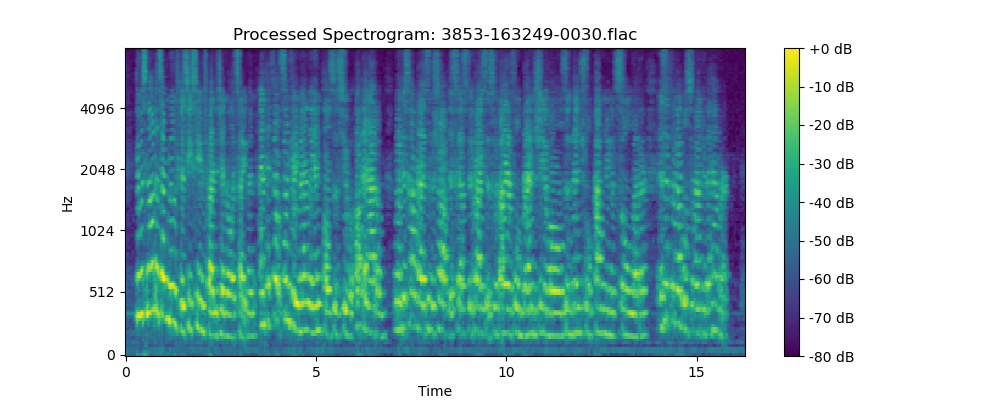 Processed Spectrogram: 3853-163249-0030.flac
Hz
4096
2048
1024
512
0
0 5 10 15
Time
+0 dB
-10 dB
-20 dB
-30 dB
-40 dB
-50 dB
-60 dB
-70 dB
-80 dB